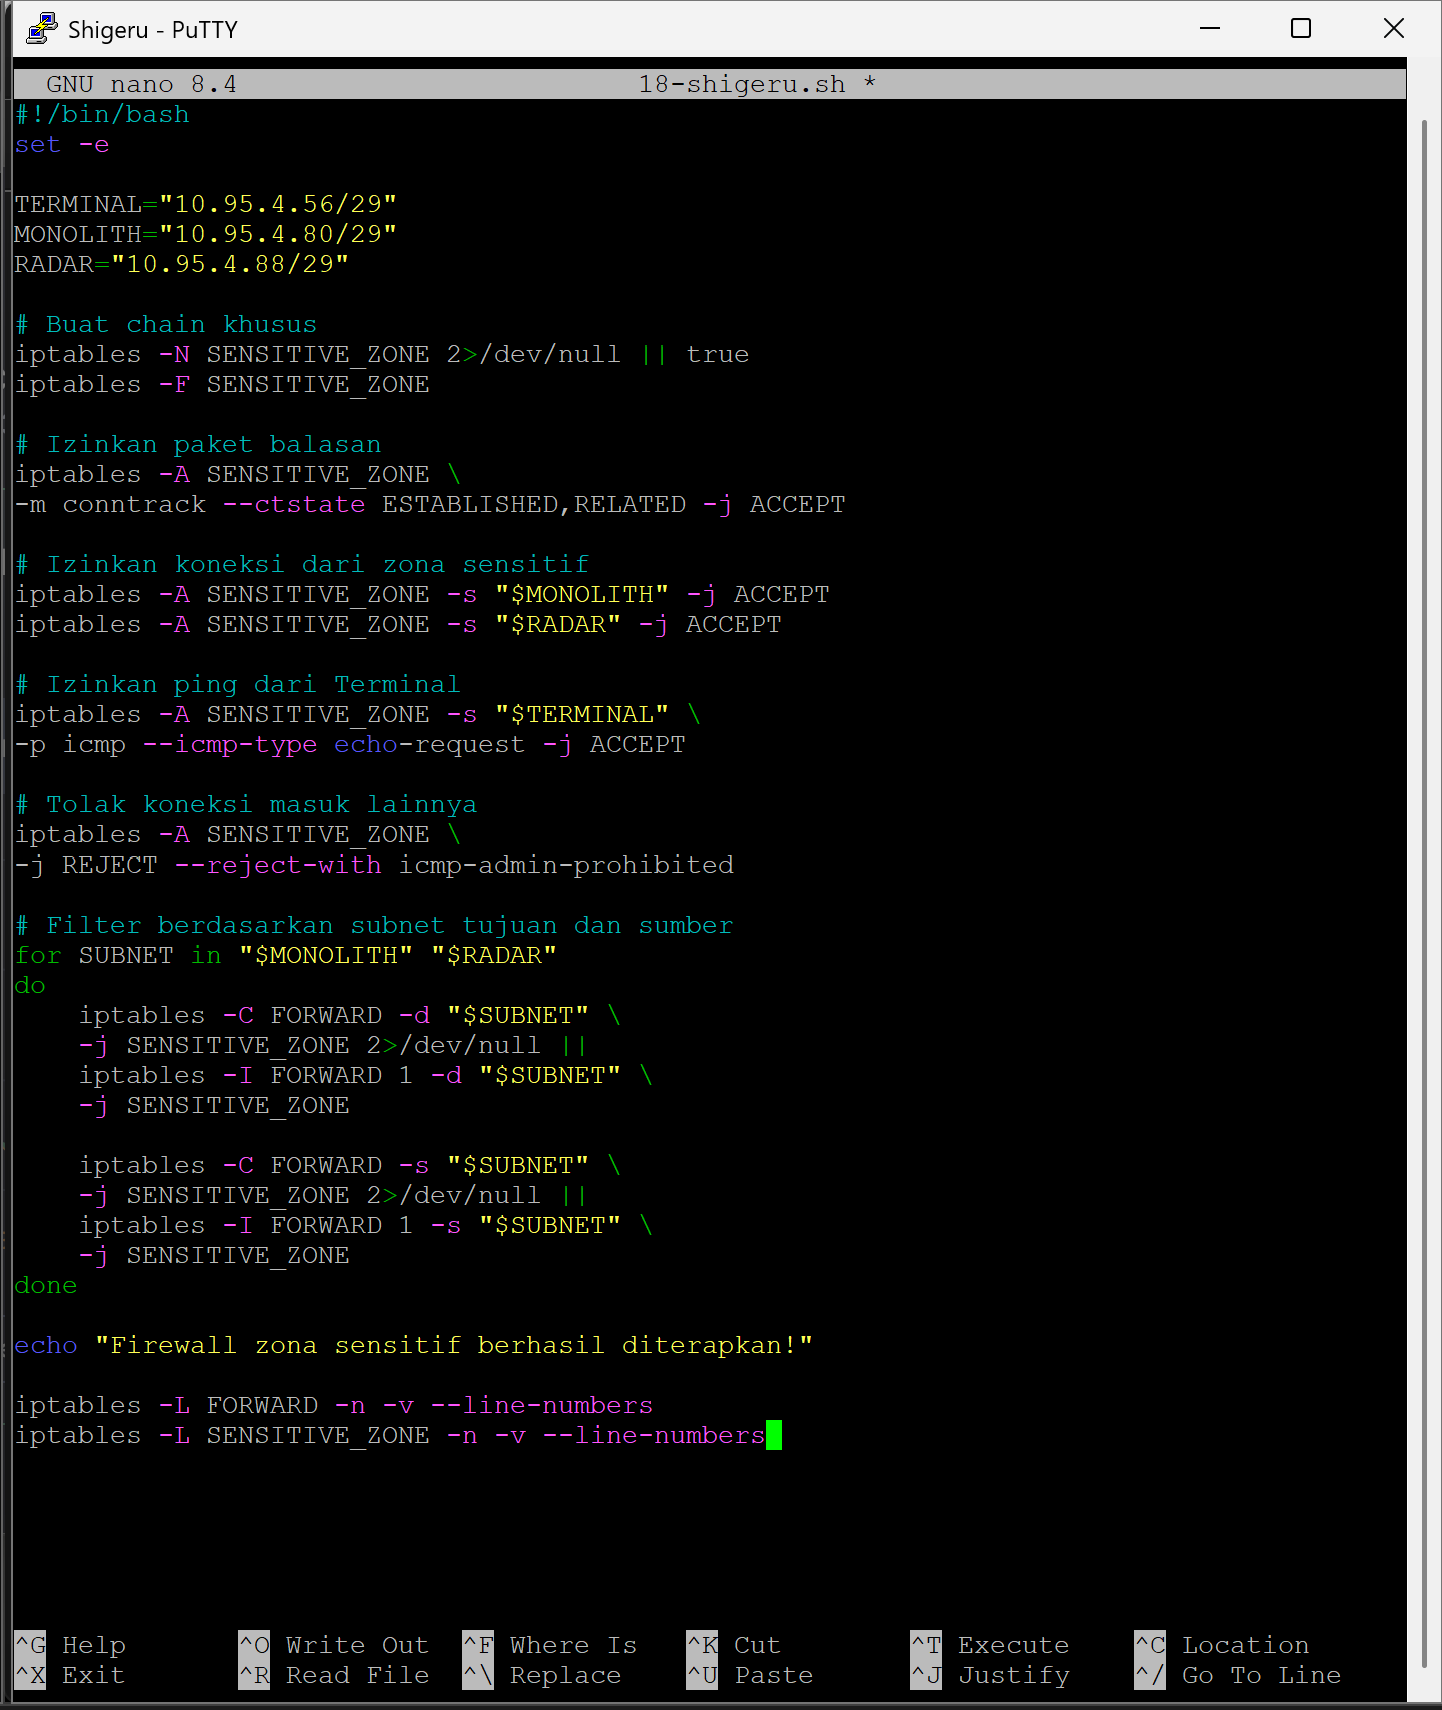 Shigeru - PuTTY
GNU nano 8.4 18-shigeru.sh *
#!/bin/bash
set -e
TERMINAL="10.95.4.56/29"
MONOLITH="10.95.4.80/29"
RADAR="10.95.4.88/29"
# Buat chain khusus
iptables -N SENSITIVE_ZONE 2>/dev/null || true
iptables -F SENSITIVE_ZONE
# Izinkan paket balasan
iptables -A SENSITIVE_ZONE \
-m conntrack --ctstate ESTABLISHED,RELATED -j ACCEPT
# Izinkan koneksi dari zona sensitif
iptables -A SENSITIVE_ZONE -s "$MONOLITH" -j ACCEPT
iptables -A SENSITIVE_ZONE -s "$RADAR" -j ACCEPT
# Izinkan ping dari Terminal
iptables -A SENSITIVE_ZONE -s "$TERMINAL" \
-p icmp --icmp-type echo-request -j ACCEPT
# Tolak koneksi masuk lainnya
iptables -A SENSITIVE_ZONE \
-j REJECT --reject-with icmp-admin-prohibited
# Filter berdasarkan subnet tujuan dan sumber
for SUBNET in "$MONOLITH" "$RADAR"
do
    iptables -C FORWARD -d "$SUBNET" \
    -j SENSITIVE_ZONE 2>/dev/null ||
    iptables -I FORWARD 1 -d "$SUBNET" \
    -j SENSITIVE_ZONE
    iptables -C FORWARD -s "$SUBNET" \
    -j SENSITIVE_ZONE 2>/dev/null ||
    iptables -I FORWARD 1 -s "$SUBNET" \
    -j SENSITIVE_ZONE
done
echo "Firewall zona sensitif berhasil diterapkan!"
iptables -L FORWARD -n -v --line-numbers
iptables -L SENSITIVE_ZONE -n -v --line-numbers
^G Help ^O Write Out ^F Where Is ^K Cut ^T Execute ^C Location
^X Exit ^R Read File ^\ Replace ^U Paste ^J Justify ^/ Go To Line